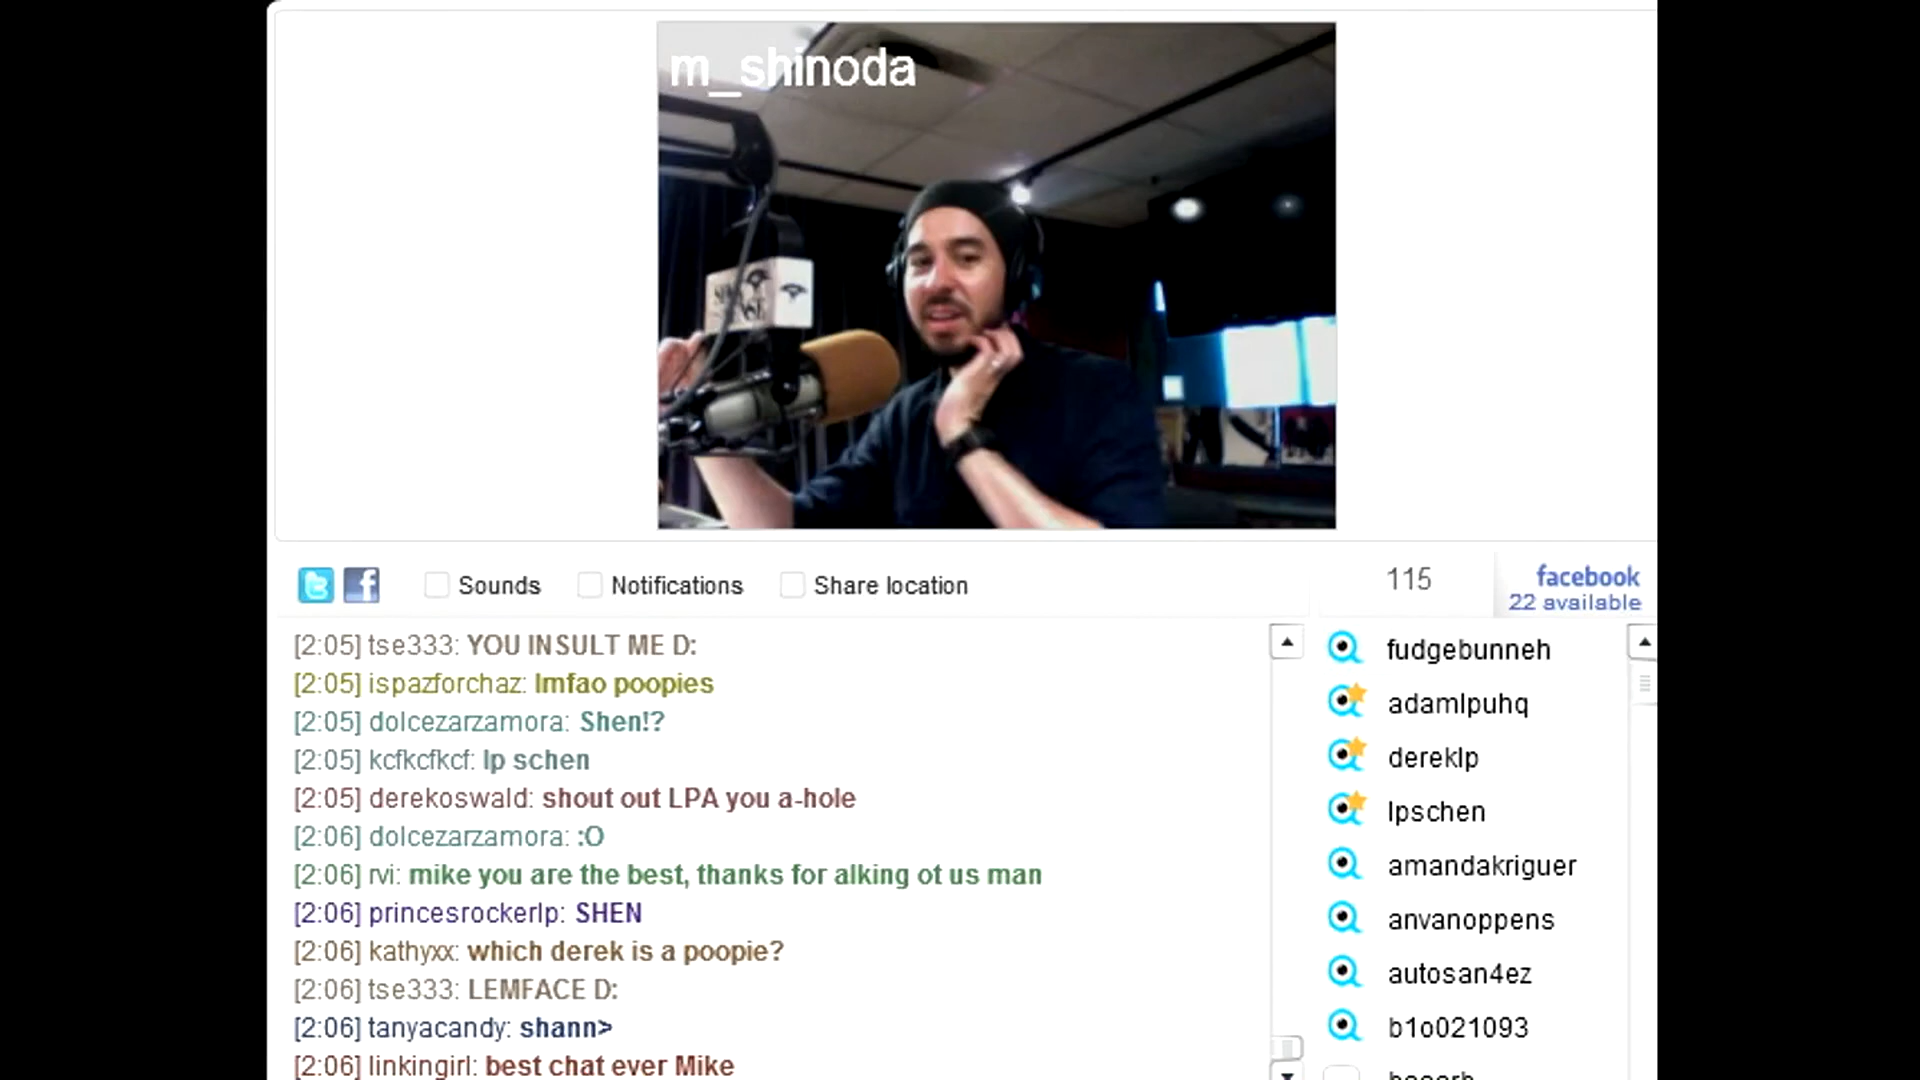 m_shinoda
Sounds
Notifications
Share location
115
facebook
22 available
[2:05] tse333: YOU INSULT ME D:
[2:05] ispazforchaz: lmfao poopies
[2:05] dolcezarzamora: Shen!?
[2:05] kcfkcfkcf: lp schen
[2:05] derekoswald: shout out LPA you a-hole
[2:06] dolcezarzamora: :O
[2:06] rvi: mike you are the best, thanks for alking ot us man
[2:06] princesrockerlp: SHEN
[2:06] kathyxx: which derek is a poopie?
[2:06] tse333: LEMFACE D:
[2:06] tanyacandy: shann>
[2:06] linkingirl: best chat ever Mike
fudgebunneh
adamlpuhq
dereklp
lpschen
amandakriguer
anvanoppens
autosan4ez
b1o021093